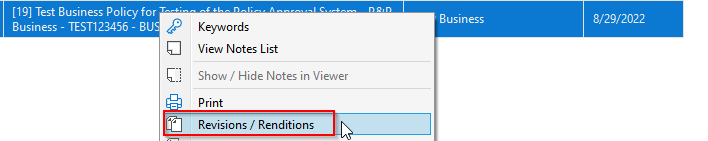 [19] Test Business Policy for Testing of the Policy Approval System - P&P
Business - TEST123456 - BUS
Business
8/29/2022
Keywords
View Notes List
Show / Hide Notes in Viewer
Print
Revisions / Renditions